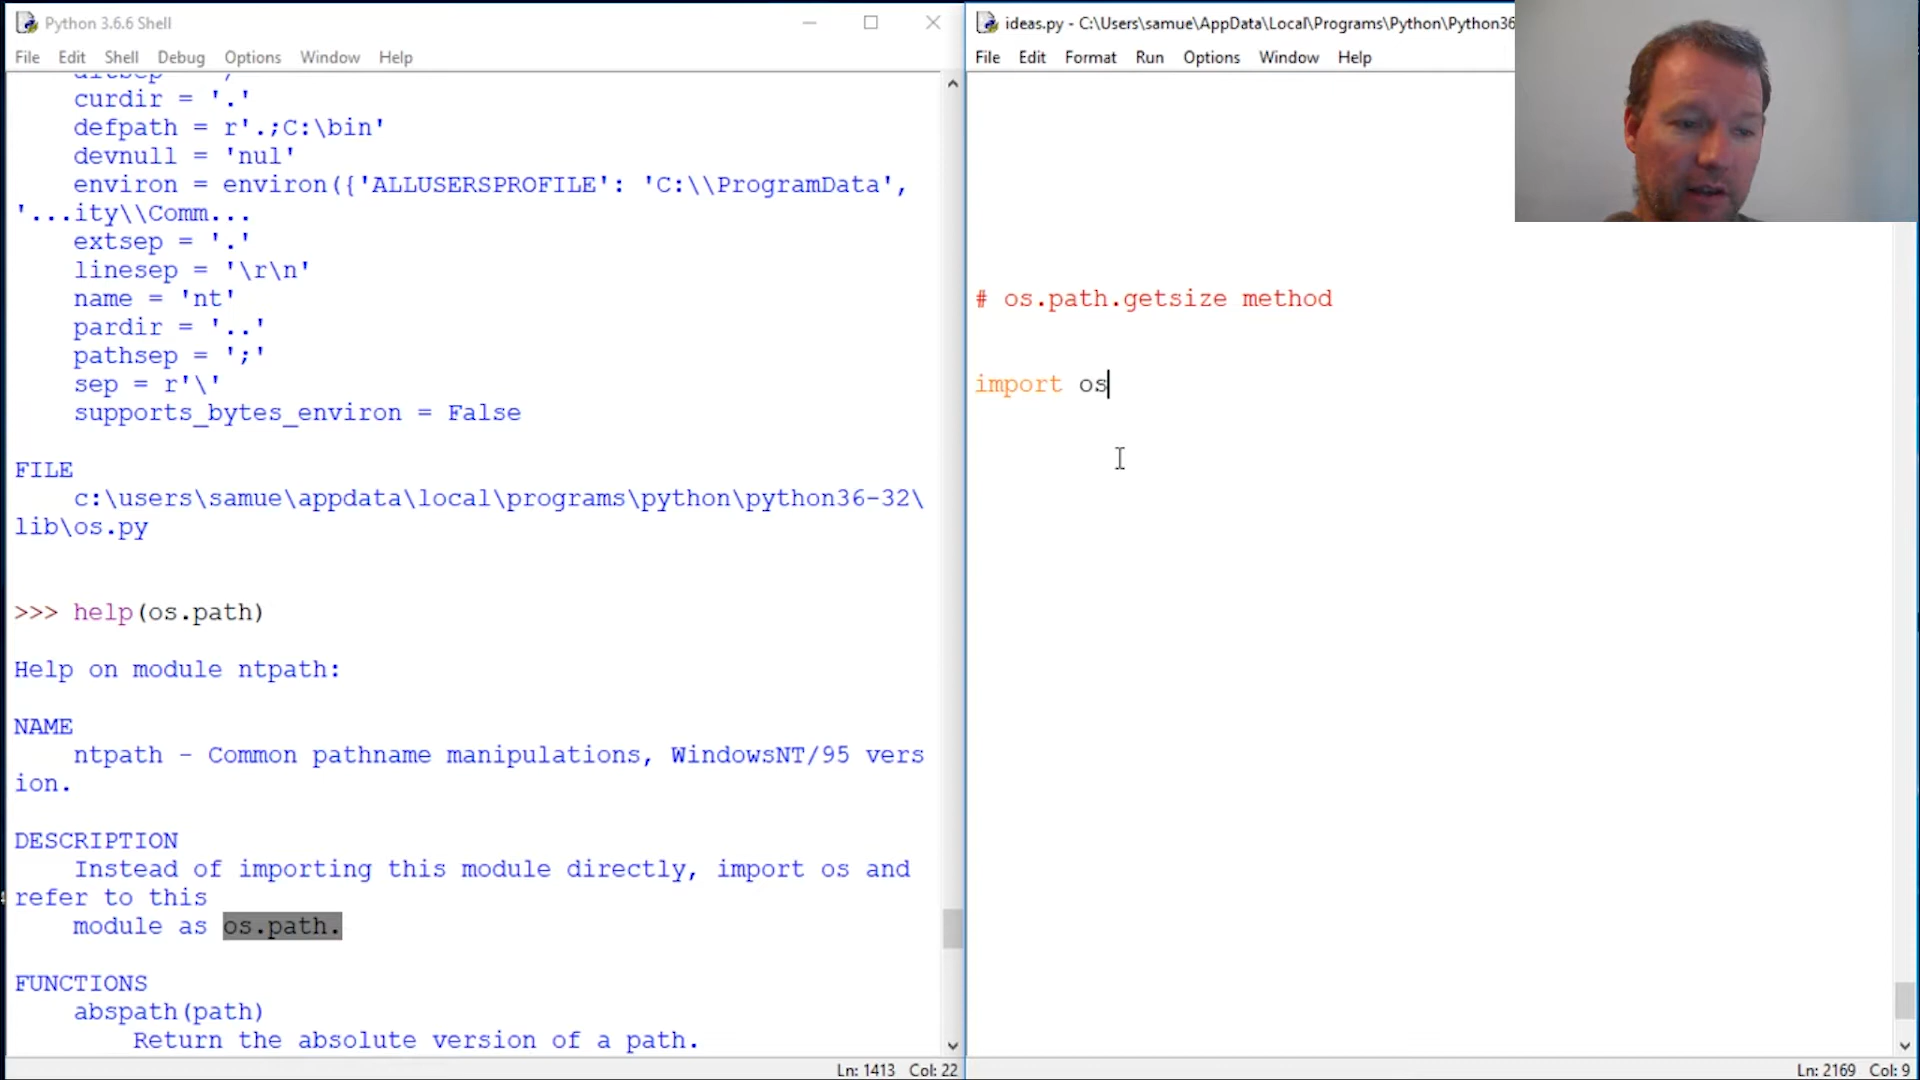 Python 3.6.6 Shell
File Edit Shell Debug Options Window Help
curdir = '.'
defpath = r'.;C:\bin'
devnull = 'nul'
environ = environ({'ALLUSERSPROFILE': 'C:\\ProgramData',
'...ity\\Comm...
extsep = '.'
linesep = '\r\n'
name = 'nt'
pardir = '..'
pathsep = ';'
sep = r'\'
supports_bytes_environ = False
FILE
c:\users\samue\appdata\local\programs\python\python36-32\
lib\os.py
>>> help(os.path)
Help on module ntpath:
NAME
ntpath - Common pathname manipulations, WindowsNT/95 vers
ion.
DESCRIPTION
Instead of importing this module directly, import os and
refer to this
module as os.path.
FUNCTIONS
abspath(path)
Return the absolute version of a path.
Ln: 1413 Col: 22
ideas.py - C:\Users\samue\AppData\Local\Programs\Python\Python36
File Edit Format Run Options Window Help
# os.path.getsize method
import os
Ln: 2169 Col: 9